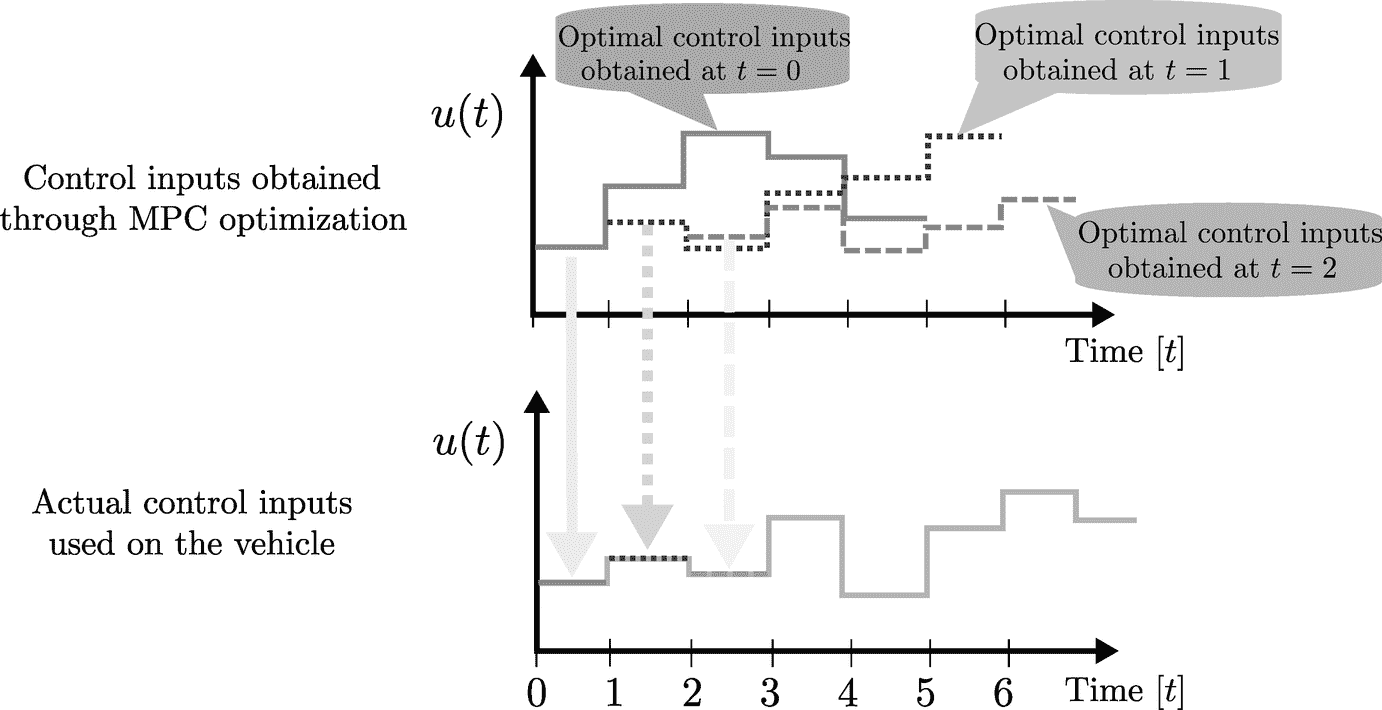 Optimal control inputs
obtained at t = 0
Optimal control inputs
obtained at t = 1
u(t)
Control inputs obtained
through MPC optimization
Optimal control inputs
obtained at t = 2
Time [t]
u(t)
Actual control inputs
used on the vehicle
0 1 2 3 4 5 6 Time [t]